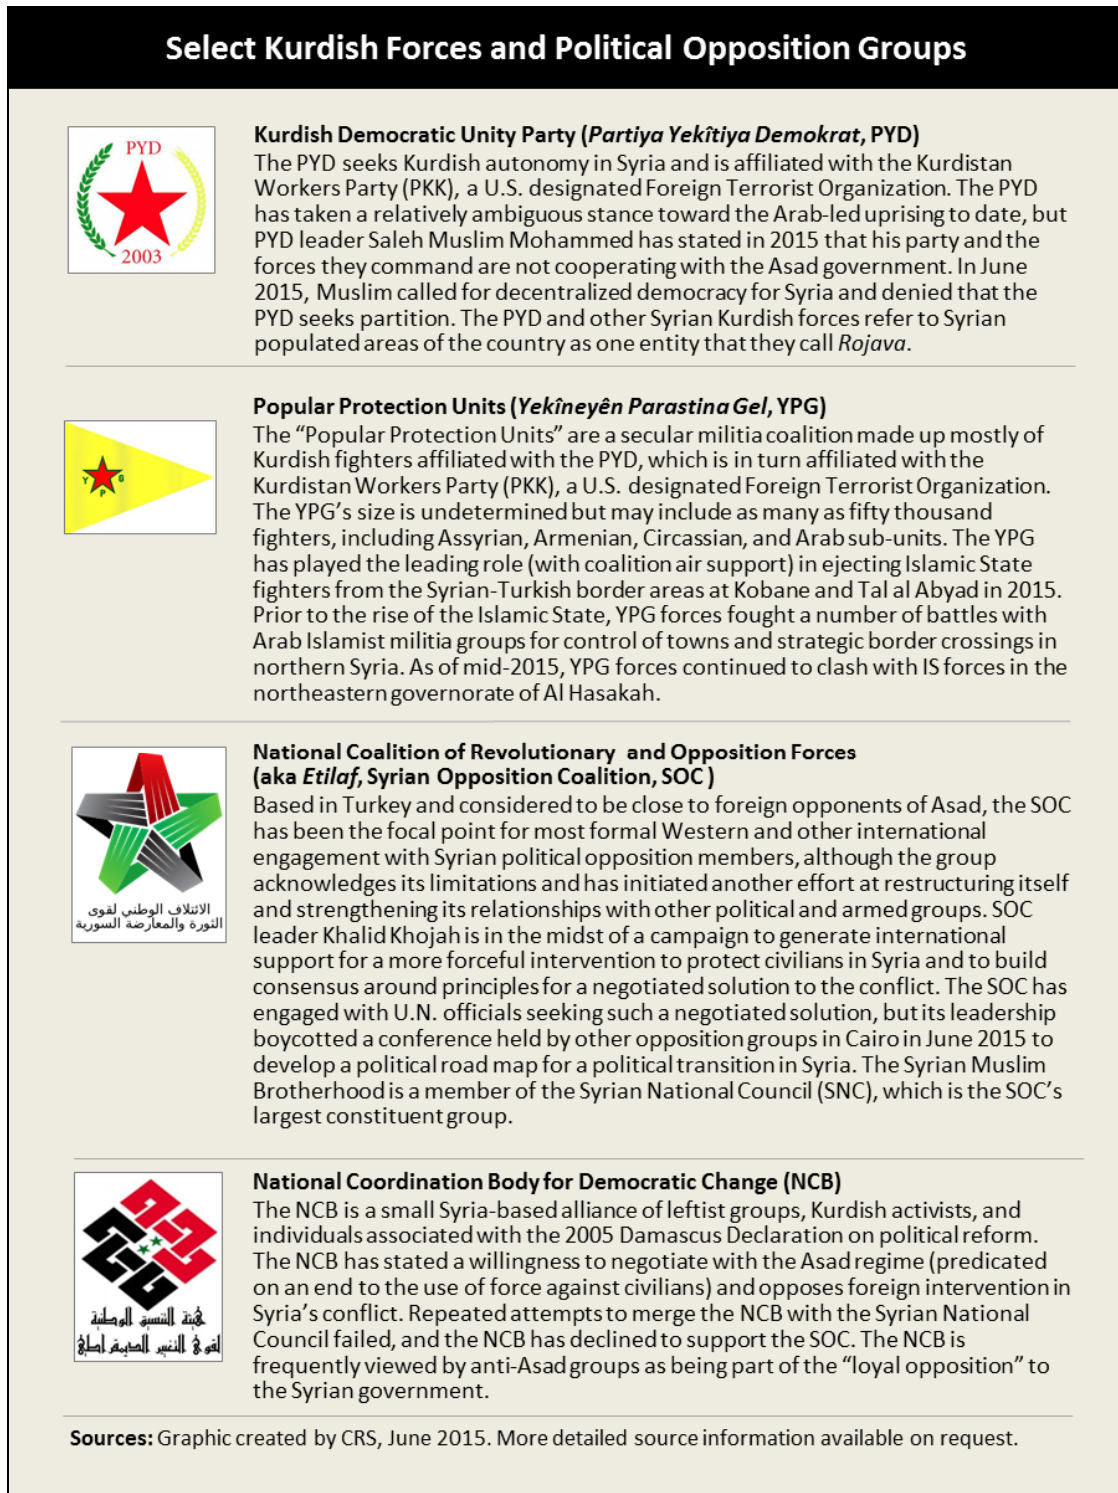 Select Kurdish Forces and Political Opposition Groups
PYD
2003
Kurdish Democratic Unity Party (Partiya Yekîtiya Demokrat, PYD)
The PYD seeks Kurdish autonomy in Syria and is affiliated with the Kurdistan
Workers Party (PKK), a U.S. designated Foreign Terrorist Organization. The PYD
has taken a relatively ambiguous stance toward the Arab-led uprising to date, but
PYD leader Saleh Muslim Mohammed has stated in 2015 that his party and the
forces they command are not cooperating with the Asad government. In June
2015, Muslim called for decentralized democracy for Syria and denied that the
PYD seeks partition. The PYD and other Syrian Kurdish forces refer to Syrian
populated areas of the country as one entity that they call Rojava.
Y P G
Popular Protection Units (Yekîneyên Parastina Gel, YPG)
The “Popular Protection Units” are a secular militia coalition made up mostly of
Kurdish fighters affiliated with the PYD, which is in turn affiliated with the
Kurdistan Workers Party (PKK), a U.S. designated Foreign Terrorist Organization.
The YPG’s size is undetermined but may include as many as fifty thousand
fighters, including Assyrian, Armenian, Circassian, and Arab sub-units. The YPG
has played the leading role (with coalition air support) in ejecting Islamic State
fighters from the Syrian-Turkish border areas at Kobane and Tal al Abyad in 2015.
Prior to the rise of the Islamic State, YPG forces fought a number of battles with
Arab Islamist militia groups for control of towns and strategic border crossings in
northern Syria. As of mid-2015, YPG forces continued to clash with IS forces in the
northeastern governorate of Al Hasakah.
الائتلاف الوطني لقوى
الثورة والمعارضة السورية
National Coalition of Revolutionary and Opposition Forces
(aka Etilaf, Syrian Opposition Coalition, SOC )
Based in Turkey and considered to be close to foreign opponents of Asad, the SOC
has been the focal point for most formal Western and other international
engagement with Syrian political opposition members, although the group
acknowledges its limitations and has initiated another effort at restructuring itself
and strengthening its relationships with other political and armed groups. SOC
leader Khalid Khojah is in the midst of a campaign to generate international
support for a more forceful intervention to protect civilians in Syria and to build
consensus around principles for a negotiated solution to the conflict. The SOC has
engaged with U.N. officials seeking such a negotiated solution, but its leadership
boycotted a conference held by other opposition groups in Cairo in June 2015 to
develop a political road map for a political transition in Syria. The Syrian Muslim
Brotherhood is a member of the Syrian National Council (SNC), which is the SOC’s
largest constituent group.
هيئة التنسيق الوطنية
لقوى التغيير الديمقراطي
National Coordination Body for Democratic Change (NCB)
The NCB is a small Syria-based alliance of leftist groups, Kurdish activists, and
individuals associated with the 2005 Damascus Declaration on political reform.
The NCB has stated a willingness to negotiate with the Asad regime (predicated
on an end to the use of force against civilians) and opposes foreign intervention in
Syria’s conflict. Repeated attempts to merge the NCB with the Syrian National
Council failed, and the NCB has declined to support the SOC. The NCB is
frequently viewed by anti-Asad groups as being part of the “loyal opposition” to
the Syrian government.
Sources: Graphic created by CRS, June 2015. More detailed source information available on request.